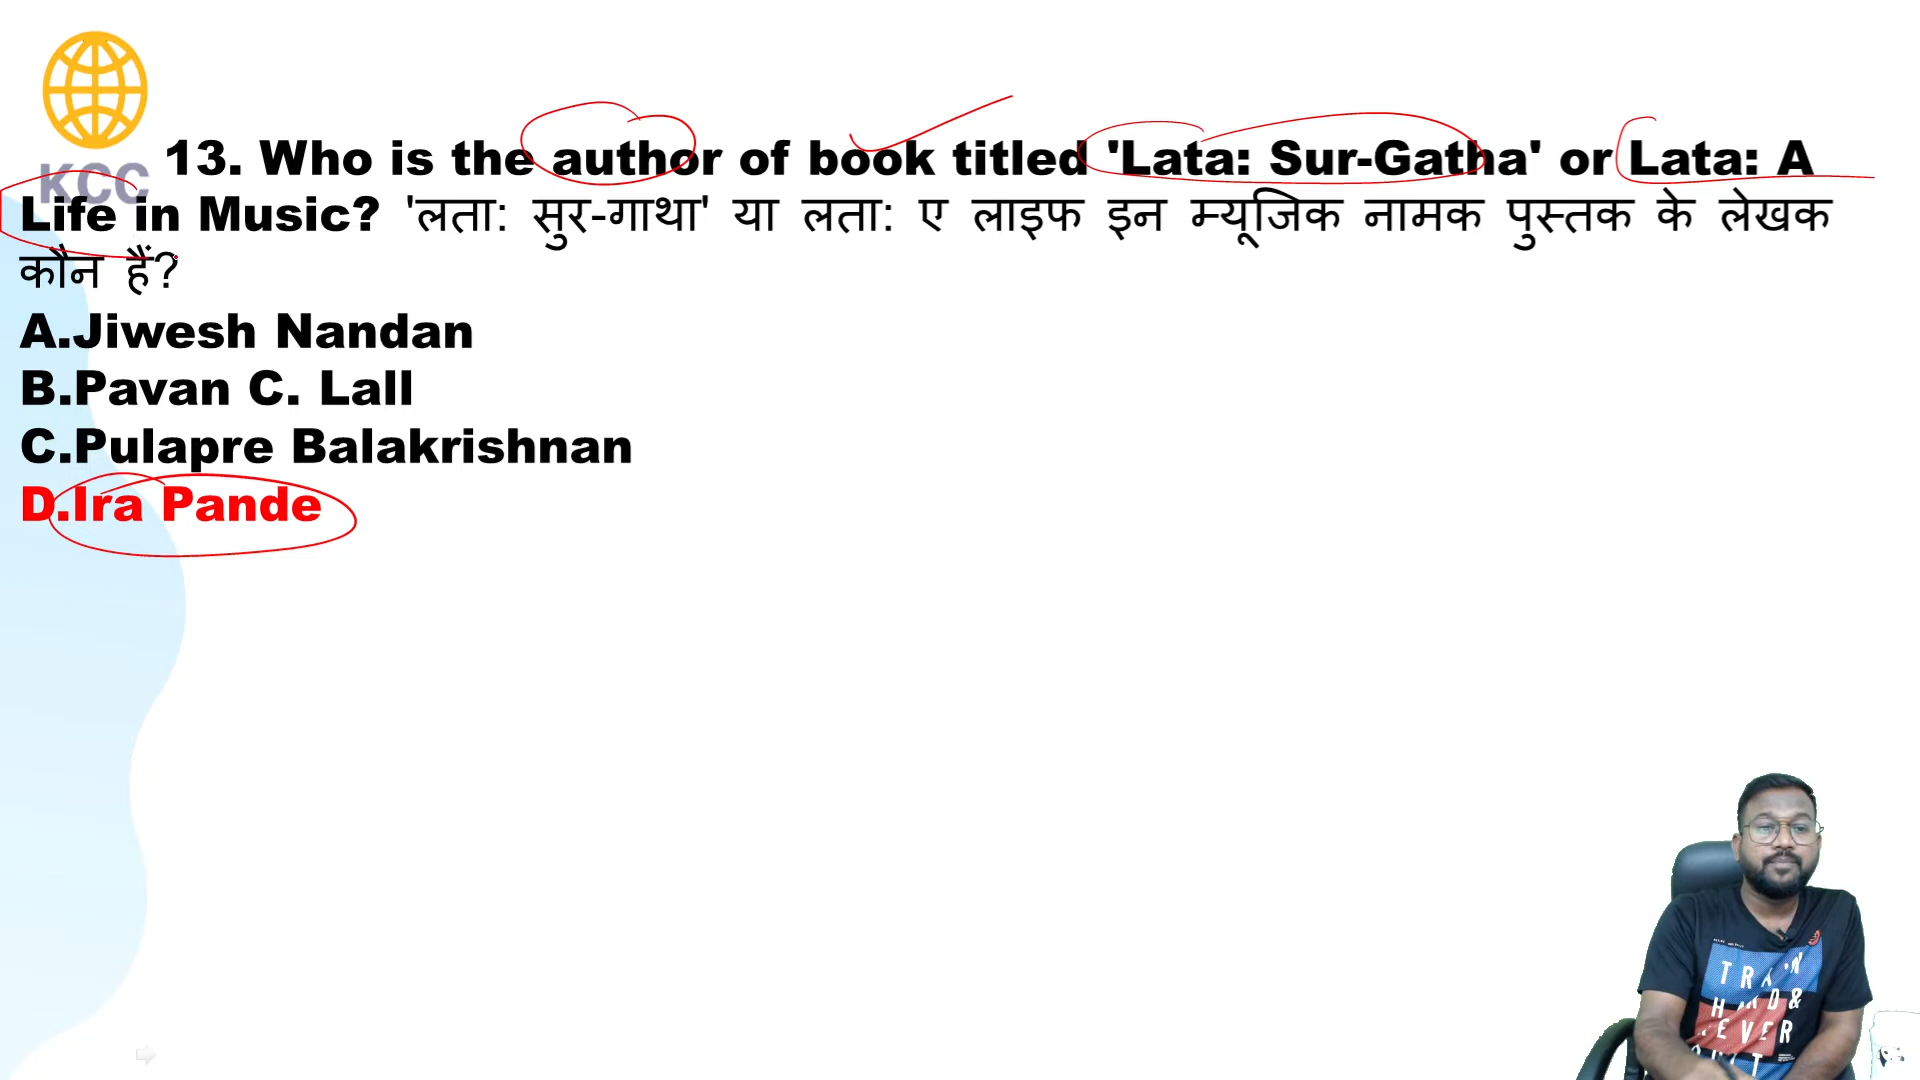 KCC
13. Who is the author of book titled 'Lata: Sur-Gatha' or Lata: A
Life in Music? 'लता: सुर-गाथा' या लता: ए लाइफ इन म्यूजिक नामक पुस्तक के लेखक
कौन हैं?
A.Jiwesh Nandan
B.Pavan C. Lall
C.Pulapre Balakrishnan
D.Ira Pande